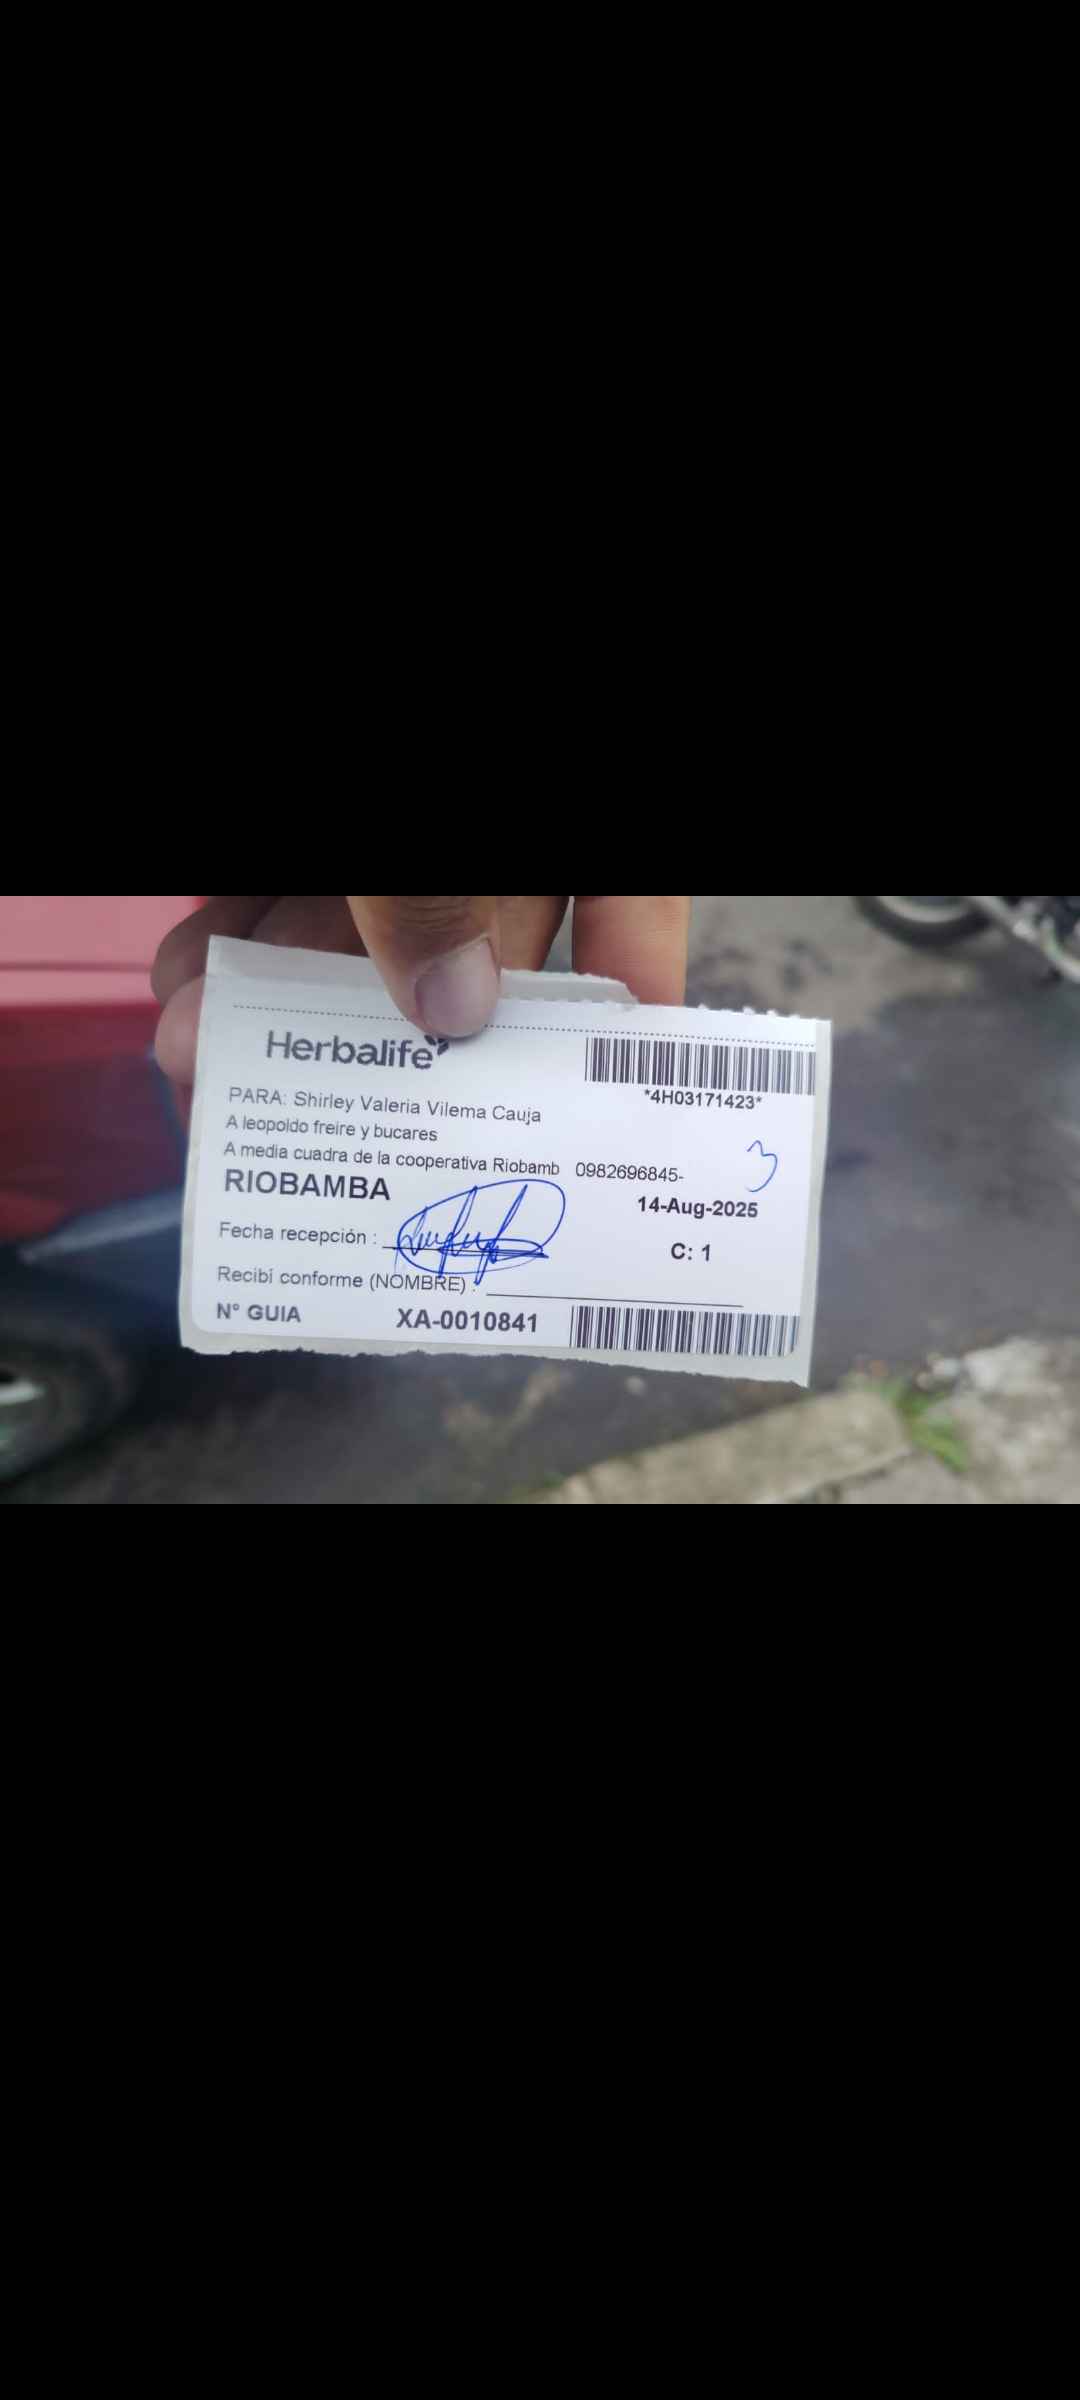 Herbalife
*4H03171423*
PARA: Shirley Valeria Vilema Cauja
A leopoldo freire y bucares
A media cuadra de la cooperativa Riobamb 0982696845-
3
RIOBAMBA
14-Aug-2025
Fecha recepción :
C: 1
Recibí conforme (NOMBRE) :
N° GUIA XA-0010841